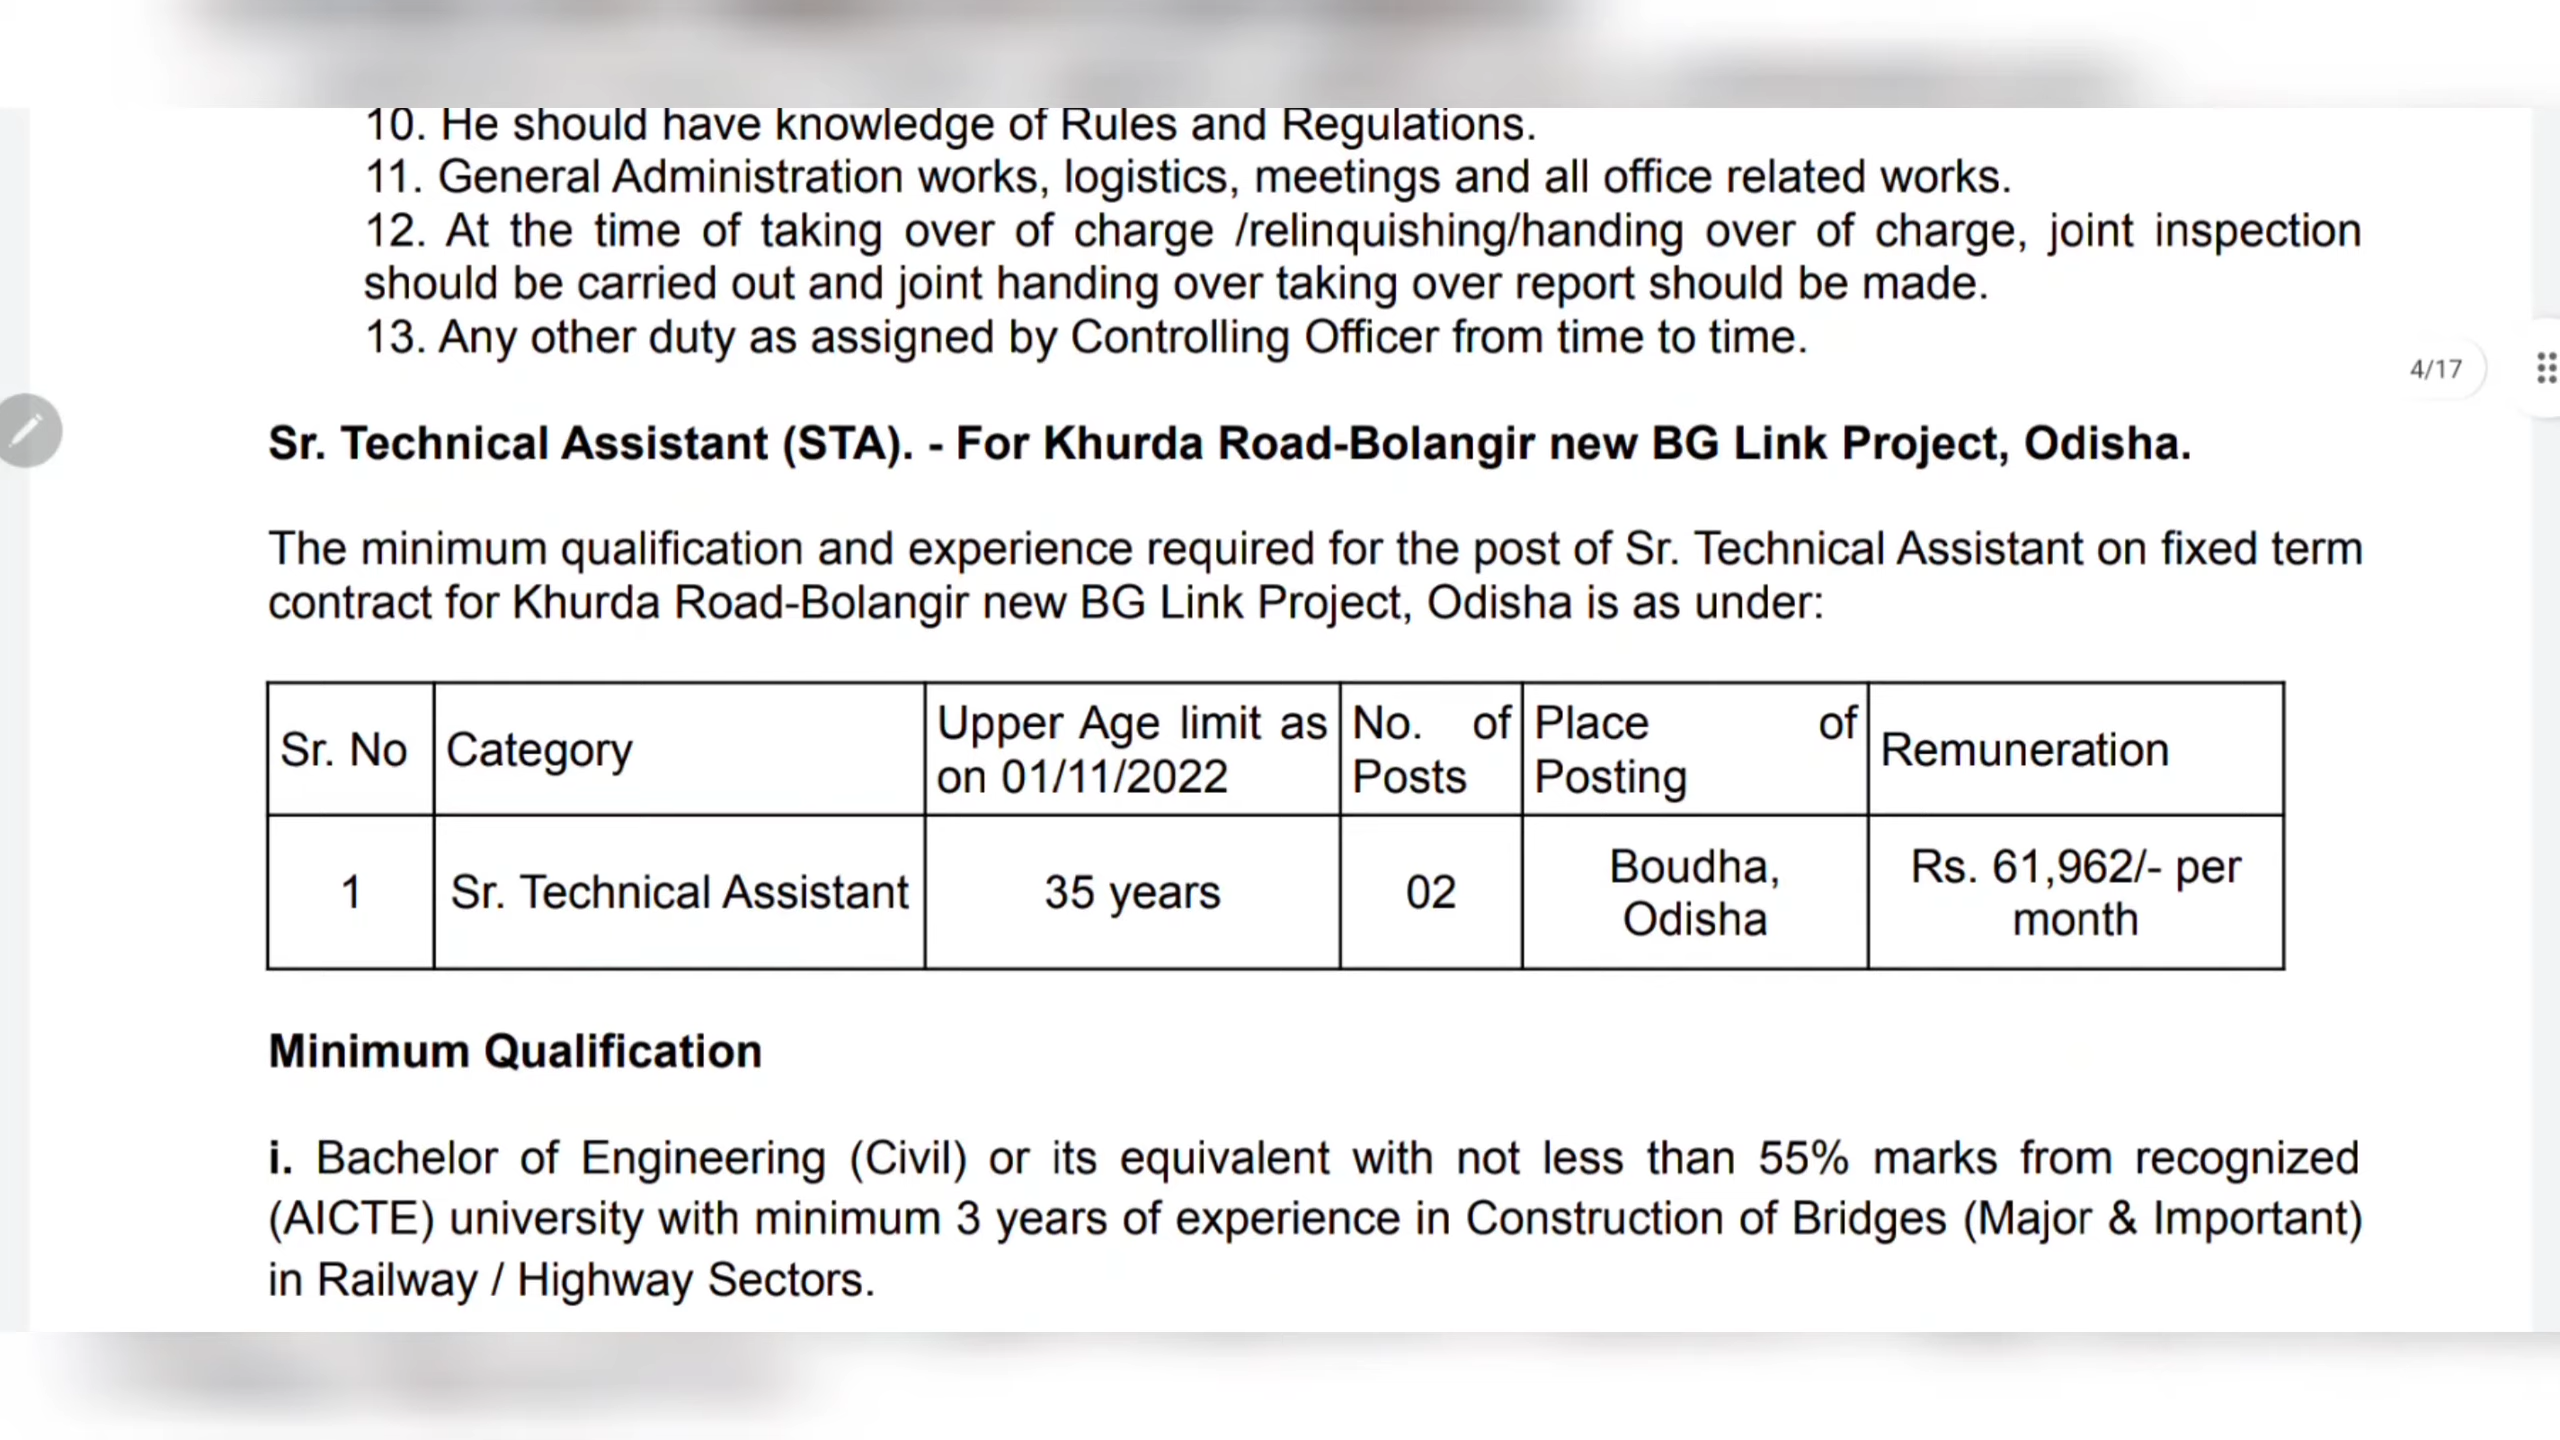 10. He should have knowledge of Rules and Regulations.
11. General Administration works, logistics, meetings and all office related works.
12. At the time of taking over of charge /relinquishing/handing over of charge, joint inspection
should be carried out and joint handing over taking over report should be made.
13. Any other duty as assigned by Controlling Officer from time to time.
4/17
Sr. Technical Assistant (STA). - For Khurda Road-Bolangir new BG Link Project, Odisha.
The minimum qualification and experience required for the post of Sr. Technical Assistant on fixed term
contract for Khurda Road-Bolangir new BG Link Project, Odisha is as under:
Sr. No Category Upper Age limit as on 01/11/2022 No. of Posts Place of Posting Remuneration
1 Sr. Technical Assistant 35 years 02 Boudha, Odisha Rs. 61,962/- per month
Minimum Qualification
i. Bachelor of Engineering (Civil) or its equivalent with not less than 55% marks from recognized
(AICTE) university with minimum 3 years of experience in Construction of Bridges (Major & Important)
in Railway / Highway Sectors.